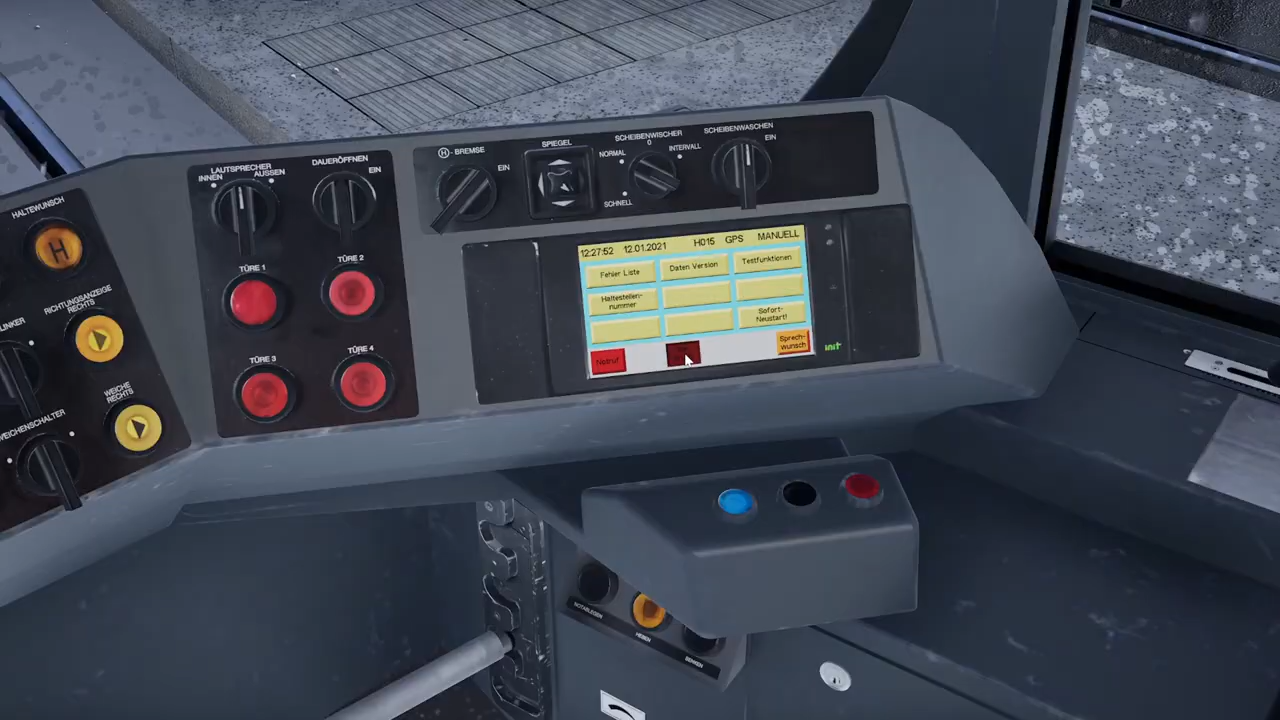 HALTEWUNSCH
H
RICHTUNGSANZEIGE
RECHTS
WEICHE
RECHTS
LAUTSPRECHER
INNEN
AUSSEN
DAUERÖFFNEN
EIN
TÜRE 1
TÜRE 2
TÜRE 3
TÜRE 4
H - BREMSE
EIN
SPIEGEL
SCHEIBENWISCHER
0
NORMAL
INTERVALL
SCHNELL
SCHEIBENWASCHEN
EIN
12:27:52 12.01.2021 H015 GPS MANUELL
Fehler Liste
Daten Version
Testfunktionen
Haltestellen-
nummer
Sofort-
Neustart!
Notruf
Sprech-
wunsch
init
HEBEN
SENKEN